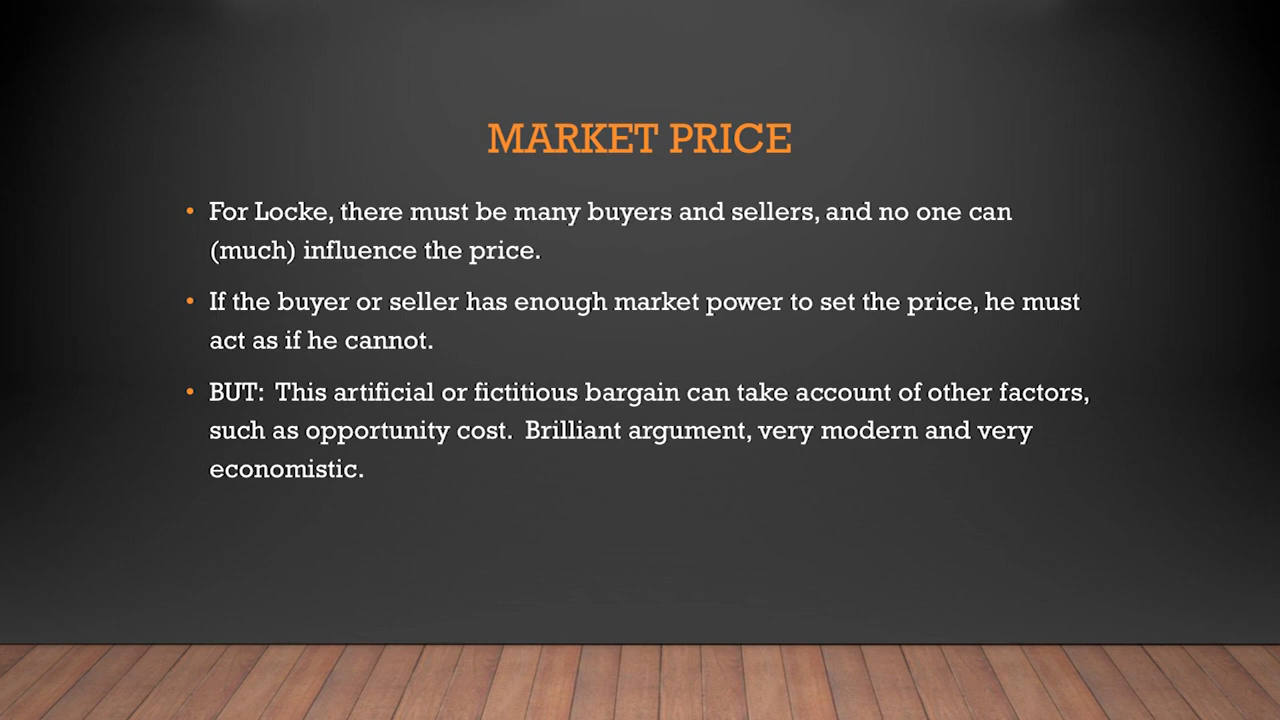 MARKET PRICE
• For Locke, there must be many buyers and sellers, and no one can
(much) influence the price.
• If the buyer or seller has enough market power to set the price, he must
act as if he cannot.
• BUT:  This artificial or fictitious bargain can take account of other factors,
such as opportunity cost.  Brilliant argument, very modern and very
economistic.